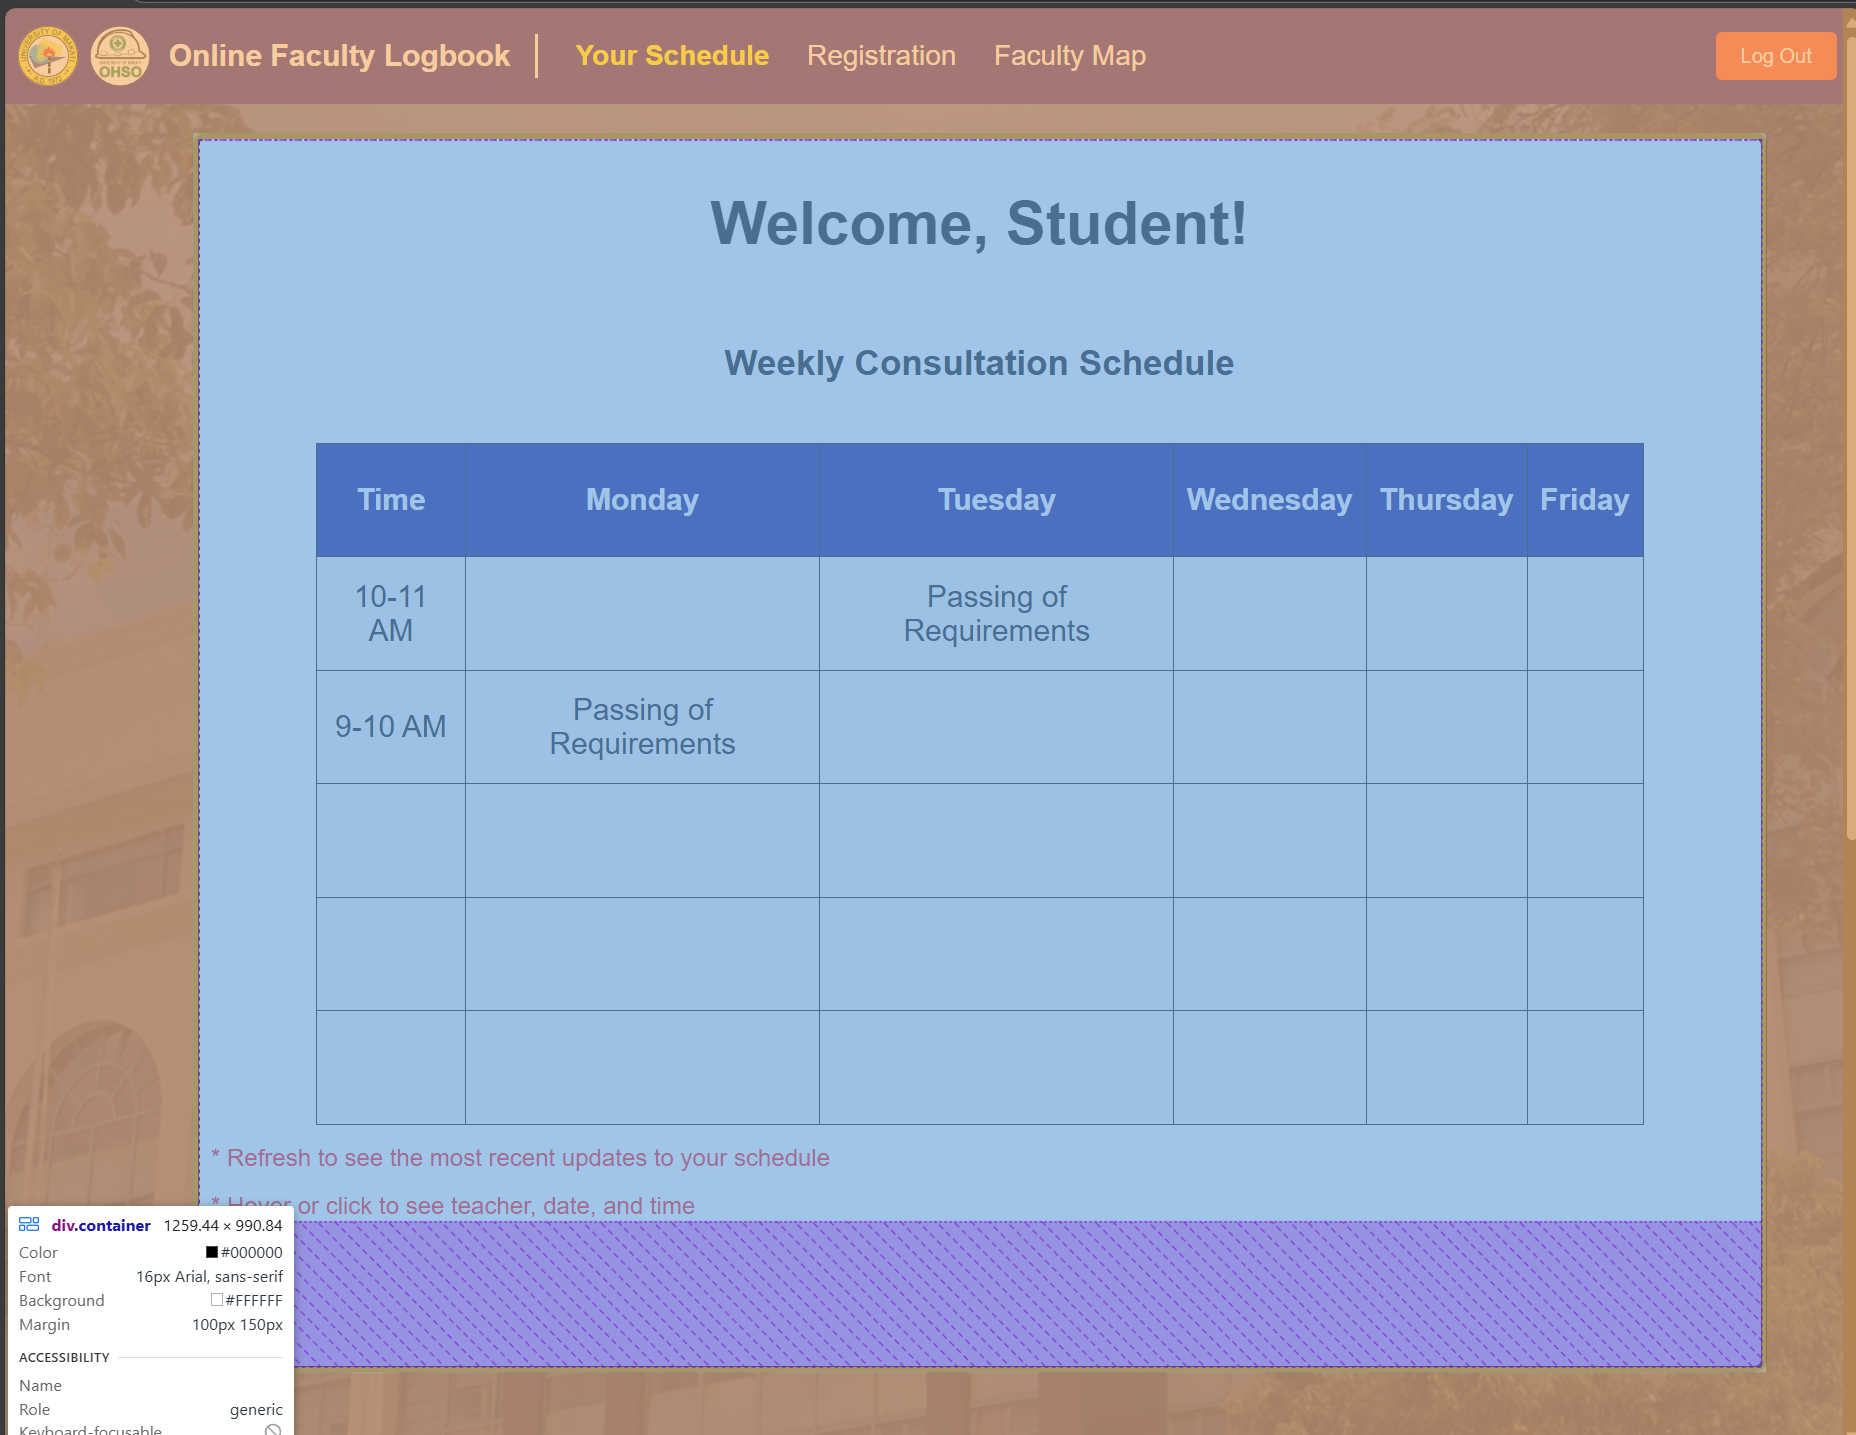 UNIVERSITY OF MAKATI
A.D. 1972
OHSO
Online Faculty Logbook
Your Schedule
Registration
Faculty Map
Log Out
Welcome, Student!
Weekly Consultation Schedule
Time Monday Tuesday Wednesday Thursday Friday
10-11
AM
Passing of
Requirements
9-10 AM
Passing of
Requirements
* Refresh to see the most recent updates to your schedule
* Hover or click to see teacher, date, and time
div.container 1259.44 × 990.84
Color #000000
Font 16px Arial, sans-serif
Background #FFFFFF
Margin 100px 150px
ACCESSIBILITY
Name
Role generic
Keyboard-focusable